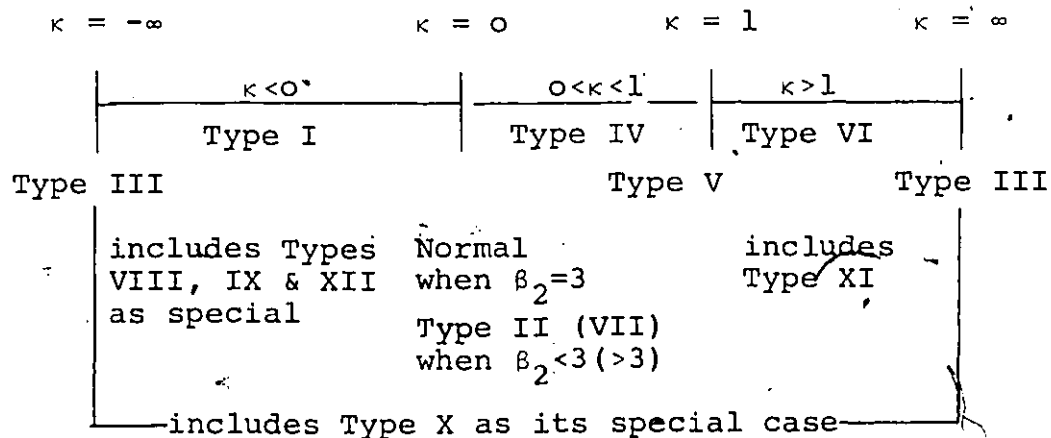 κ = -∞ κ = 0 κ = 1 κ = ∞
κ<0 0<κ<1 κ>1
Type I Type IV Type VI
Type III Type V Type III
includes Types Normal includes
VIII, IX & XII when β₂=3 Type XI
as special
Type II (VII)
when β₂<3(>3)
includes Type X as its special case